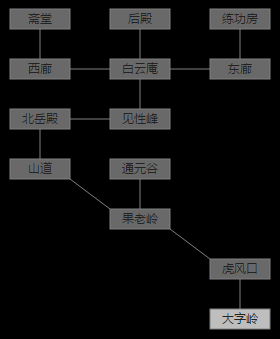 斋堂 后殿 练功房
西廊 白云庵 东廊
北岳殿 见性峰
山道 通元谷
果老岭
虎风口
大字岭